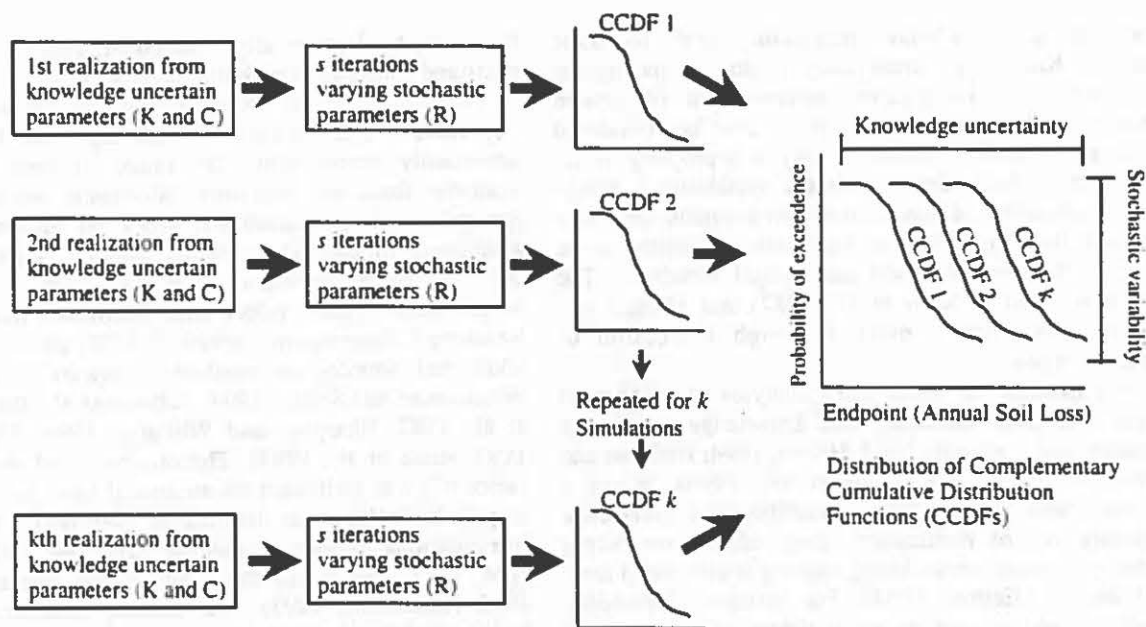 CCDF 1
1st realization from
knowledge uncertain
parameters (K and C)
s iterations
varying stochastic
parameters (R)
CCDF 2
2nd realization from
knowledge uncertain
parameters (K and C)
s iterations
varying stochastic
parameters (R)
Repeated for k
Simulations
CCDF k
kth realization from
knowledge uncertain
parameters (K and C)
s iterations
varying stochastic
parameters (R)
Knowledge uncertainty
Probability of exceedence
CCDF 1
CCDF 2
CCDF k
Stochastic variability
Endpoint (Annual Soil Loss)
Distribution of Complementary
Cumulative Distribution
Functions (CCDFs)